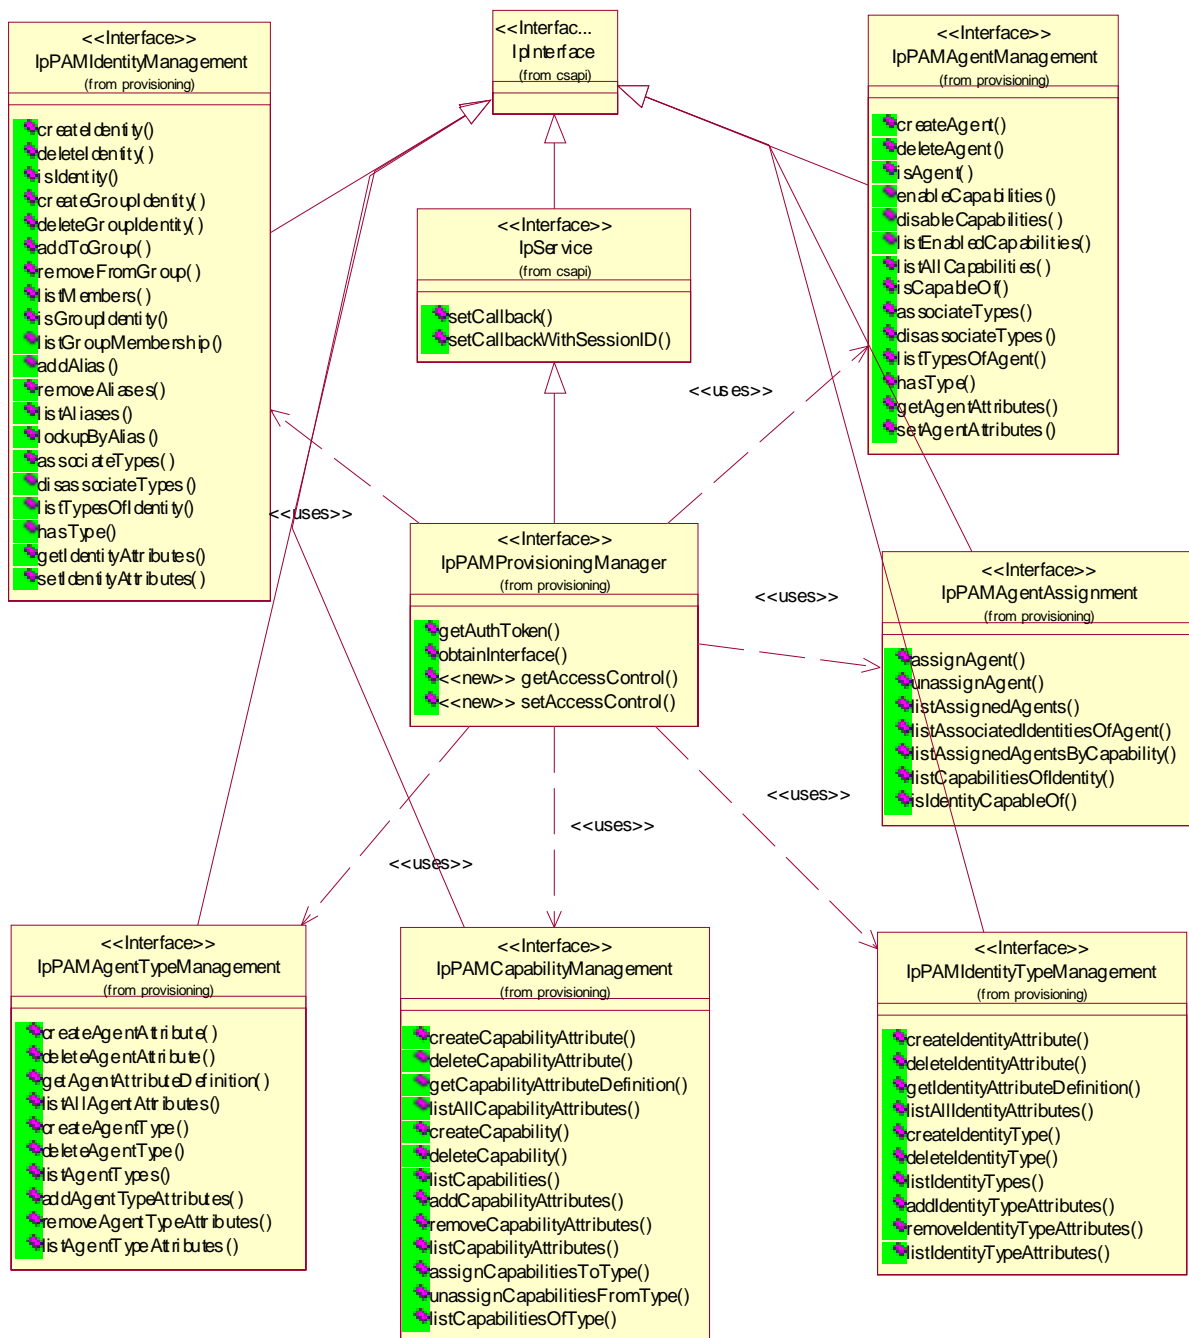 <<Interface>>
IpPAMIdentityManagement
(from provisioning)
createIdentity()
deleteIdentity()
isIdentity()
createGroupIdentity()
deleteGroupIdentity()
addToGroup()
removeFromGroup()
listMembers()
isGroupIdentity()
listGroupMembership()
addAlias()
removeAliases()
listAliases()
lookupByAlias()
associateTypes()
disassociateTypes()
listTypesOfIdentity()
hasType()
getIdentityAttributes()
setIdentityAttributes()
<<Interfac...
IpInterface
(from csapi)
<<Interface>>
IpPAMAgentManagement
(from provisioning)
createAgent()
deleteAgent()
isAgent()
enableCapabilities()
disableCapabilities()
listEnabledCapabilities()
listAllCapabilities()
isCapableOf()
associateTypes()
disassociateTypes()
listTypesOfAgent()
hasType()
getAgentAttributes()
setAgentAttributes()
<<Interface>>
IpService
(from csapi)
setCallback()
setCallbackWithSessionID()
<<uses>>
<<uses>>
<<Interface>>
IpPAMProvisioningManager
(from provisioning)
getAuthToken()
obtainInterface()
<<new>> getAccessControl()
<<new>> setAccessControl()
<<uses>>
<<Interface>>
IpPAMAgentAssignment
(from provisioning)
assignAgent()
unassignAgent()
listAssignedAgents()
listAssociatedIdentitiesOfAgent()
listAssignedAgentsByCapability()
listCapabilitiesOfIdentity()
isIdentityCapableOf()
<<uses>>
<<uses>>
<<uses>>
<<Interface>>
IpPAMAgentTypeManagement
(from provisioning)
createAgentAttribute()
deleteAgentAttribute()
getAgentAttributeDefinition()
listAllAgentAttributes()
createAgentType()
deleteAgentType()
listAgentTypes()
addAgentTypeAttributes()
removeAgentTypeAttributes()
listAgentTypeAttributes()
<<Interface>>
IpPAMCapabilityManagement
(from provisioning)
createCapabilityAttribute()
deleteCapabilityAttribute()
getCapabilityAttributeDefinition()
listAllCapabilityAttributes()
createCapability()
deleteCapability()
listCapabilities()
addCapabilityAttributes()
removeCapabilityAttributes()
listCapabilityAttributes()
assignCapabilitiesToType()
unassignCapabilitiesFromType()
listCapabilitiesOfType()
<<Interface>>
IpPAMIdentityTypeManagement
(from provisioning)
createIdentityAttribute()
deleteIdentityAttribute()
getIdentityAttributeDefinition()
listAllIdentityAttributes()
createIdentityType()
deleteIdentityType()
listIdentityTypes()
addIdentityTypeAttributes()
removeIdentityTypeAttributes()
listIdentityTypeAttributes()